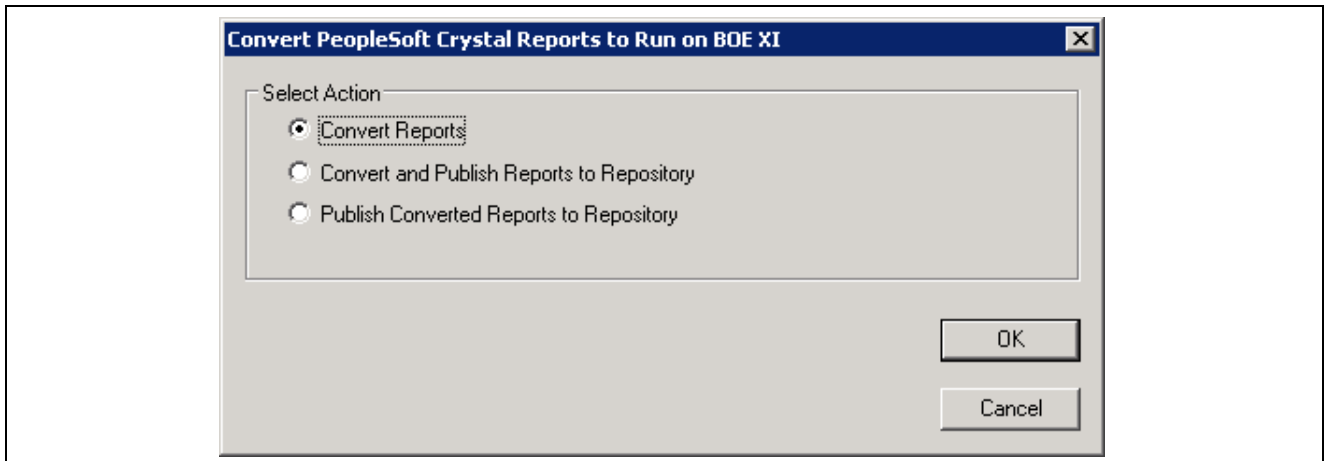 Convert PeopleSoft Crystal Reports to Run on BOE XI
Select Action
Convert Reports
Convert and Publish Reports to Repository
Publish Converted Reports to Repository
OK
Cancel